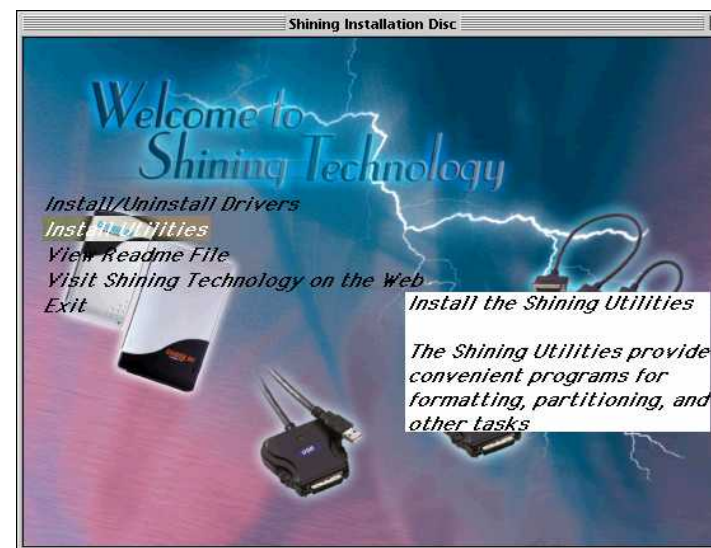 Shining Installation Disc
Welcome to
Shining Technology
Install/Uninstall Drivers
Install Utilities
View Readme File
Visit Shining Technology on the Web
Exit
Install the Shining Utilities
The Shining Utilities provide
convenient programs for
formatting, partitioning, and
other tasks
USB